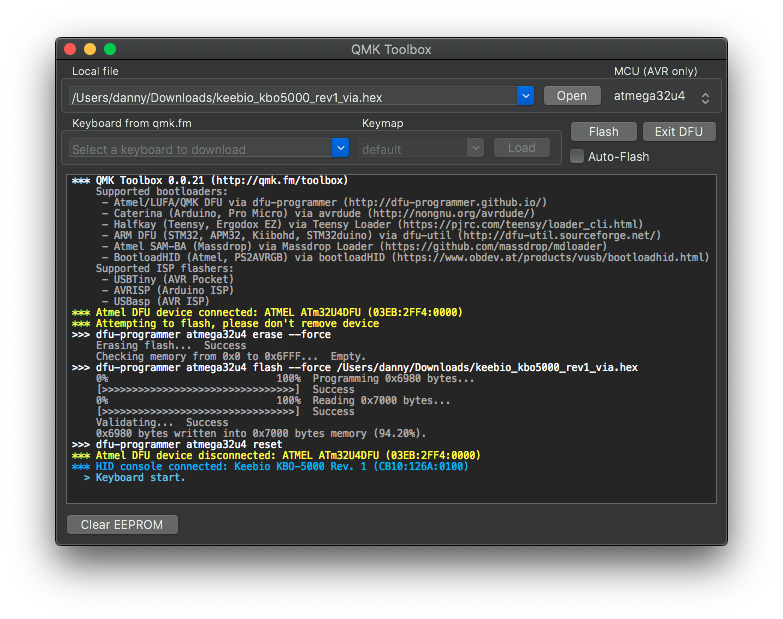 QMK Toolbox
Local file
MCU (AVR only)
/Users/danny/Downloads/keebio_kbo5000_rev1_via.hex
Open
atmega32u4
Keyboard from qmk.fm
Keymap
Flash
Exit DFU
Select a keyboard to download
default
Load
Auto-Flash
*** QMK Toolbox 0.0.21 (http://qmk.fm/toolbox)
Supported bootloaders:
- Atmel/LUFA/QMK DFU via dfu-programmer (http://dfu-programmer.github.io/)
- Caterina (Arduino, Pro Micro) via avrdude (http://nongnu.org/avrdude/)
- Halfkay (Teensy, Ergodox EZ) via Teensy Loader (https://pjrc.com/teensy/loader_cli.html)
- ARM DFU (STM32, APM32, Kiibohd, STM32duino) via dfu-util (http://dfu-util.sourceforge.net/)
- Atmel SAM-BA (Massdrop) via Massdrop Loader (https://github.com/massdrop/mdloader)
- BootloadHID (Atmel, PS2AVRGB) via bootloadHID (https://www.obdev.at/products/vusb/bootloadhid.html)
Supported ISP flashers:
- USBTiny (AVR Pocket)
- AVRISP (Arduino ISP)
- USBasp (AVR ISP)
*** Atmel DFU device connected: ATMEL ATm32U4DFU (03EB:2FF4:0000)
*** Attempting to flash, please don't remove device
>>> dfu-programmer atmega32u4 erase --force
Erasing flash...  Success
Checking memory from 0x0 to 0x6FFF...  Empty.
>>> dfu-programmer atmega32u4 flash --force /Users/danny/Downloads/keebio_kbo5000_rev1_via.hex
0%                            100%  Programming 0x6980 bytes...
[>>>>>>>>>>>>>>>>>>>>>>>>>>>>>>>>]  Success
0%                            100%  Reading 0x7000 bytes...
[>>>>>>>>>>>>>>>>>>>>>>>>>>>>>>>>]  Success
Validating...  Success
0x6980 bytes written into 0x7000 bytes memory (94.20%).
>>> dfu-programmer atmega32u4 reset
*** Atmel DFU device disconnected: ATMEL ATm32U4DFU (03EB:2FF4:0000)
*** HID console connected: Keebio KBO-5000 Rev. 1 (CB10:126A:0100)
> Keyboard start.
Clear EEPROM